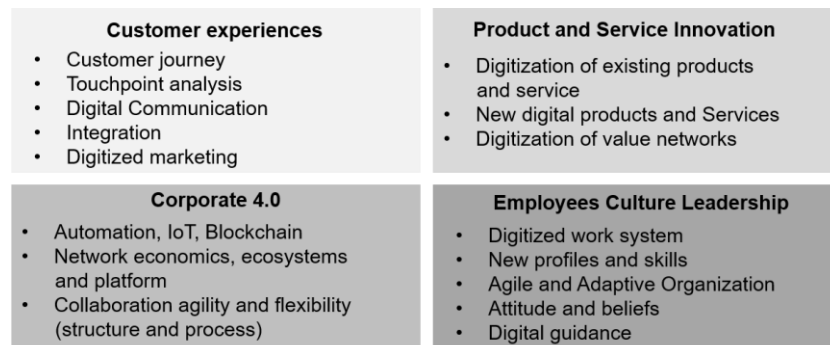 Customer experiences
• Customer journey
• Touchpoint analysis
• Digital Communication
• Integration
• Digitized marketing
Product and Service Innovation
• Digitization of existing products
and service
• New digital products and Services
• Digitization of value networks
Corporate 4.0
• Automation, IoT, Blockchain
• Network economics, ecosystems
and platform
• Collaboration agility and flexibility
(structure and process)
Employees Culture Leadership
• Digitized work system
• New profiles and skills
• Agile and Adaptive Organization
• Attitude and beliefs
• Digital guidance